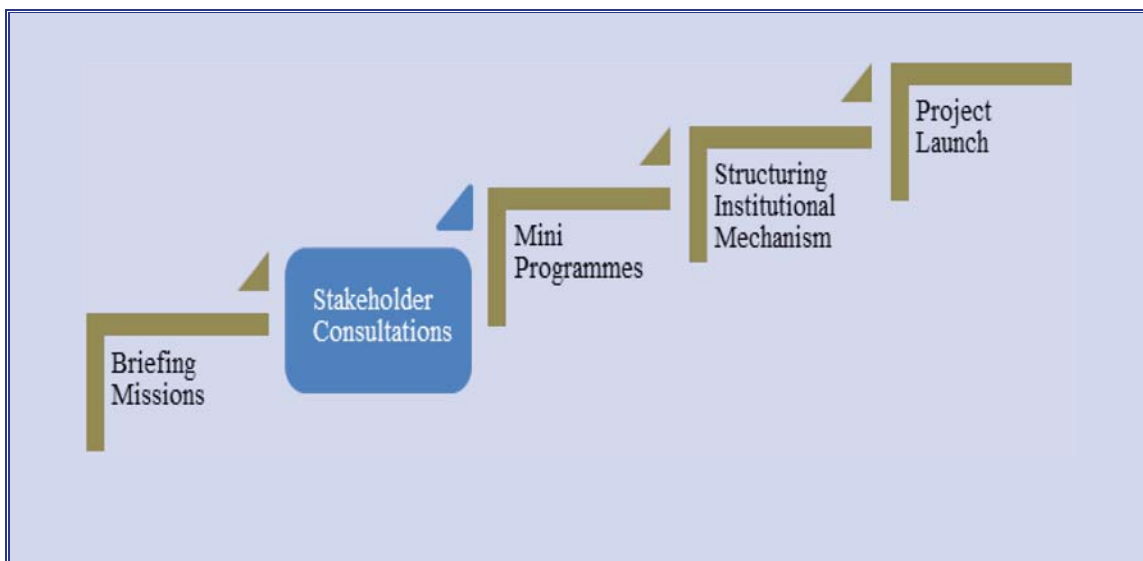 Briefing
Missions
Stakeholder
Consultations
Mini
Programmes
Structuring
Institutional
Mechanism
Project
Launch